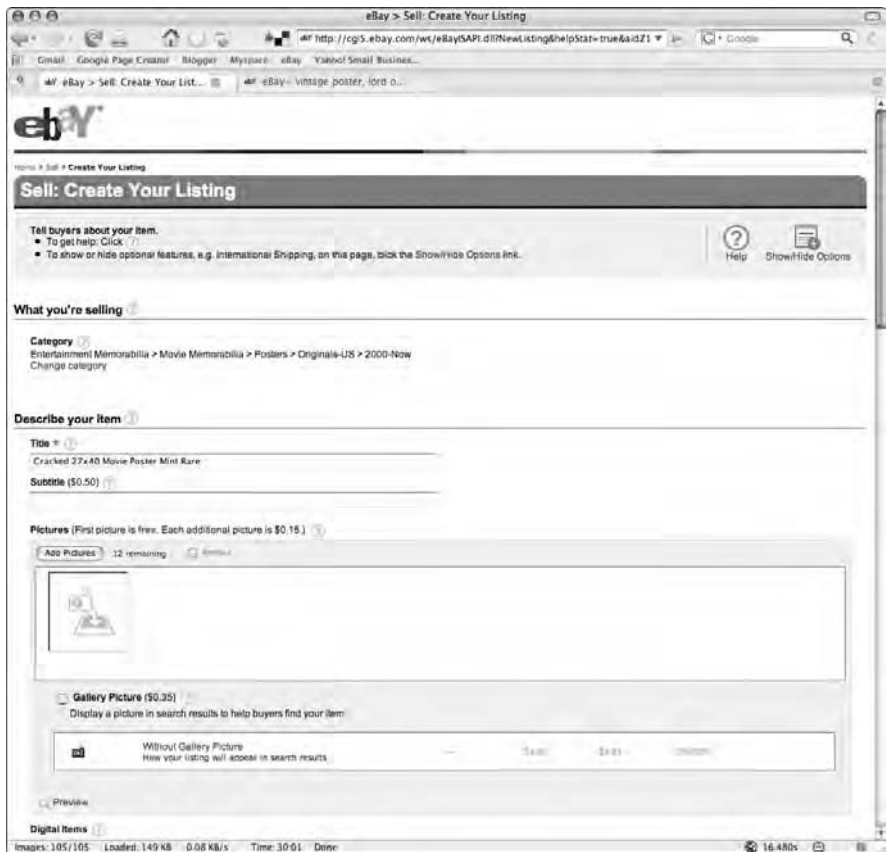 eBay > Sell: Create Your Listing
http://cgi5.ebay.com/ws/eBayISAPI.dll?NewListing&helpStat=true&aidZ1
Google
Gmail Google Page Creator Blogger Myspace eBay Yahoo! Small Busines...
eBay > Sell: Create Your List... eBay - vintage poster, lord o...
ebY
Home > Sell > Create Your Listing
Sell: Create Your Listing
Tell buyers about your item.
To get help: Click ?
To show or hide optional features, e.g. International Shipping, on this page, click the Show/Hide Options link.
Help Show/Hide Options
What you're selling ?
Category ?
Entertainment Memorabilia > Movie Memorabilia > Posters > Originals-US > 2000-Now
Change category
Describe your item ?
Title * ?
Cracked 27x40 Movie Poster Mint Rare
Subtitle ($0.50) ?
Pictures (First picture is free. Each additional picture is $0.15.) ?
Add Pictures 12 remaining
Gallery Picture ($0.35)
Display a picture in search results to help buyers find your item
Without Gallery Picture
How your listing will appear in search results
Preview
Digital Items ?
Images: 105/105 Loaded: 149 KB 0.08 KB/s Time: 30:01 Done 16.480s